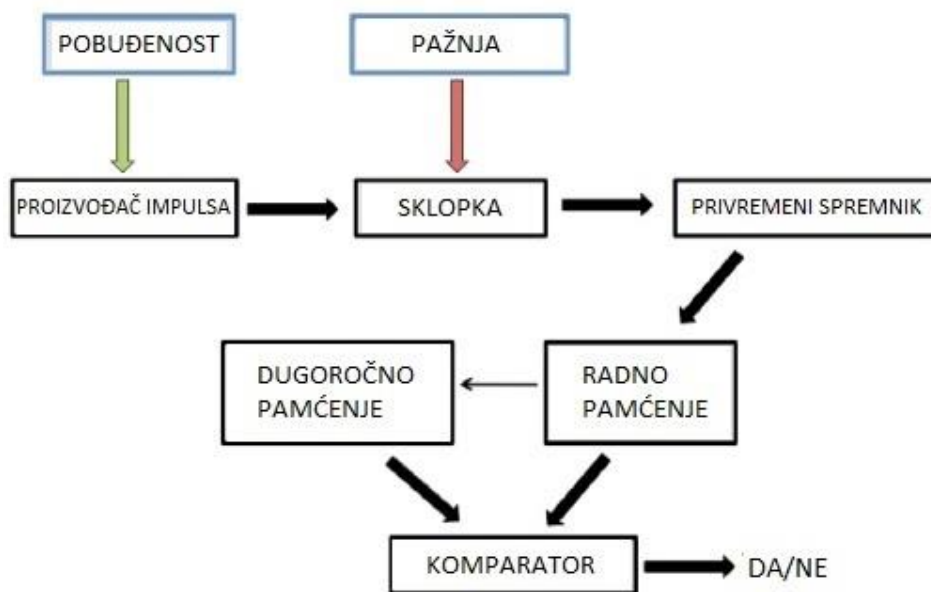 POBUĐENOST
PAŽNJA
PROIZVOĐAČ IMPULSA
SKLOPKA
PRIVREMENI SPREMNIK
DUGOROČNO
PAMĆENJE
RADNO
PAMĆENJE
KOMPARATOR
DA/NE